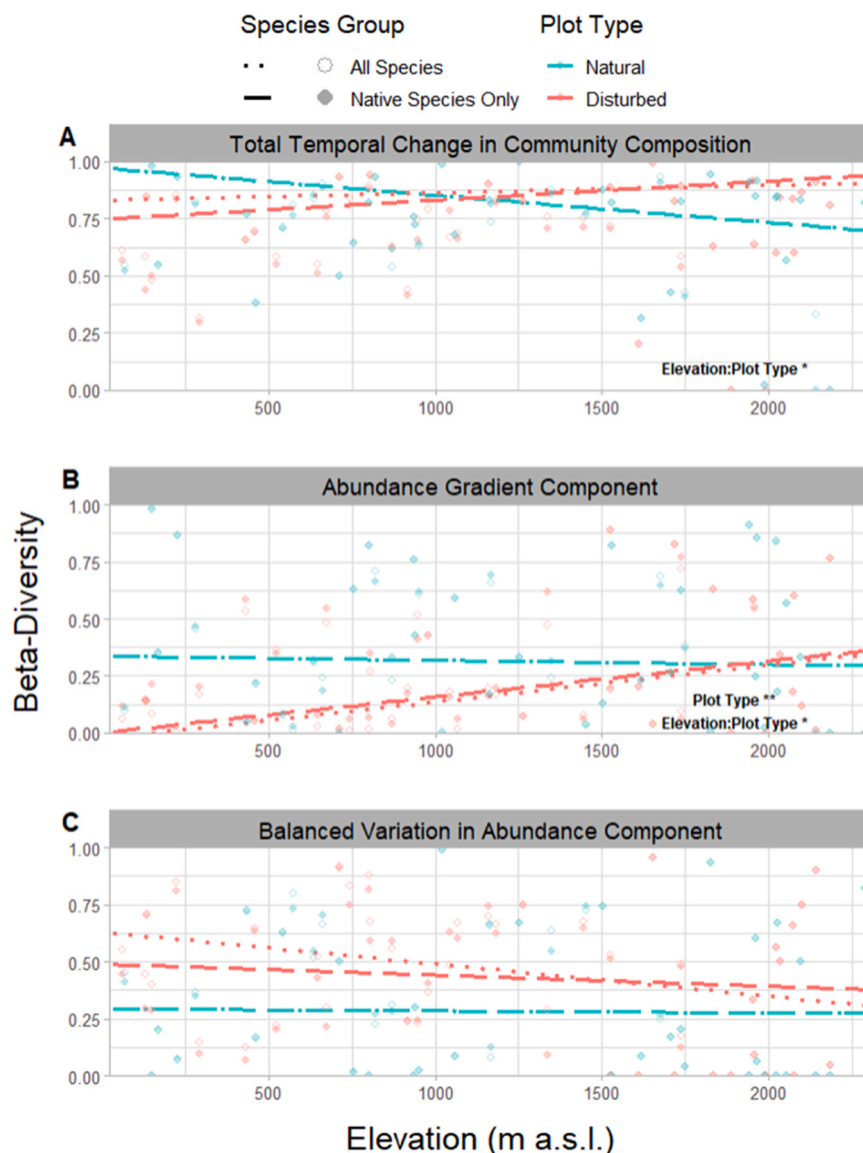 Species Group Plot Type
All Species Natural
Native Species Only Disturbed
A
Total Temporal Change in Community Composition
1.00
0.75
0.50
0.25
0.00
Elevation:Plot Type *
500 1000 1500 2000
B
Abundance Gradient Component
1.00
0.75
0.50
0.25
0.00
Plot Type **
Elevation:Plot Type *
500 1000 1500 2000
Beta-Diversity
C
Balanced Variation in Abundance Component
1.00
0.75
0.50
0.25
0.00
500 1000 1500 2000
Elevation (m a.s.l.)